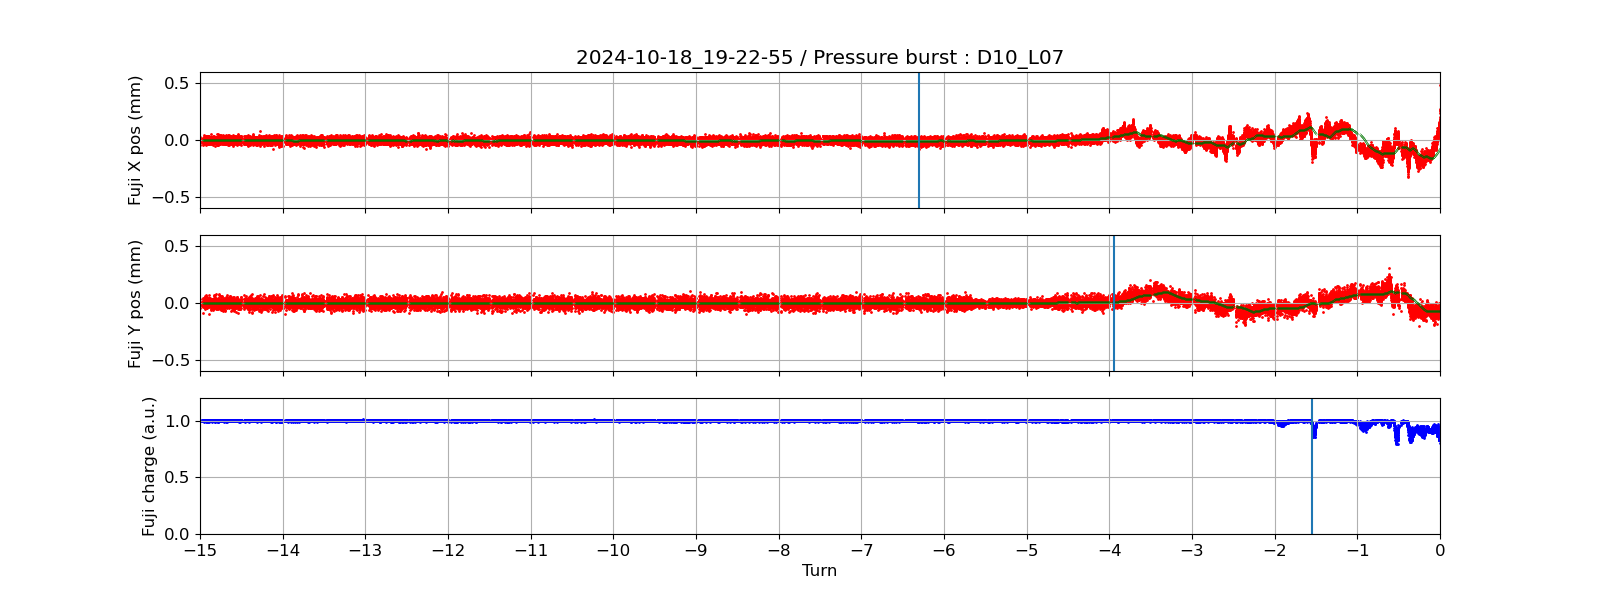 2024-10-18_19-22-55 / Pressure burst : D10_L07
Fuji X pos (mm)
0.5
0.0
−0.5
Fuji Y pos (mm)
0.5
0.0
−0.5
Fuji charge (a.u.)
1.0
0.5
0.0
−15 −14 −13 −12 −11 −10 −9 −8 −7 −6 −5 −4 −3 −2 −1 0
Turn